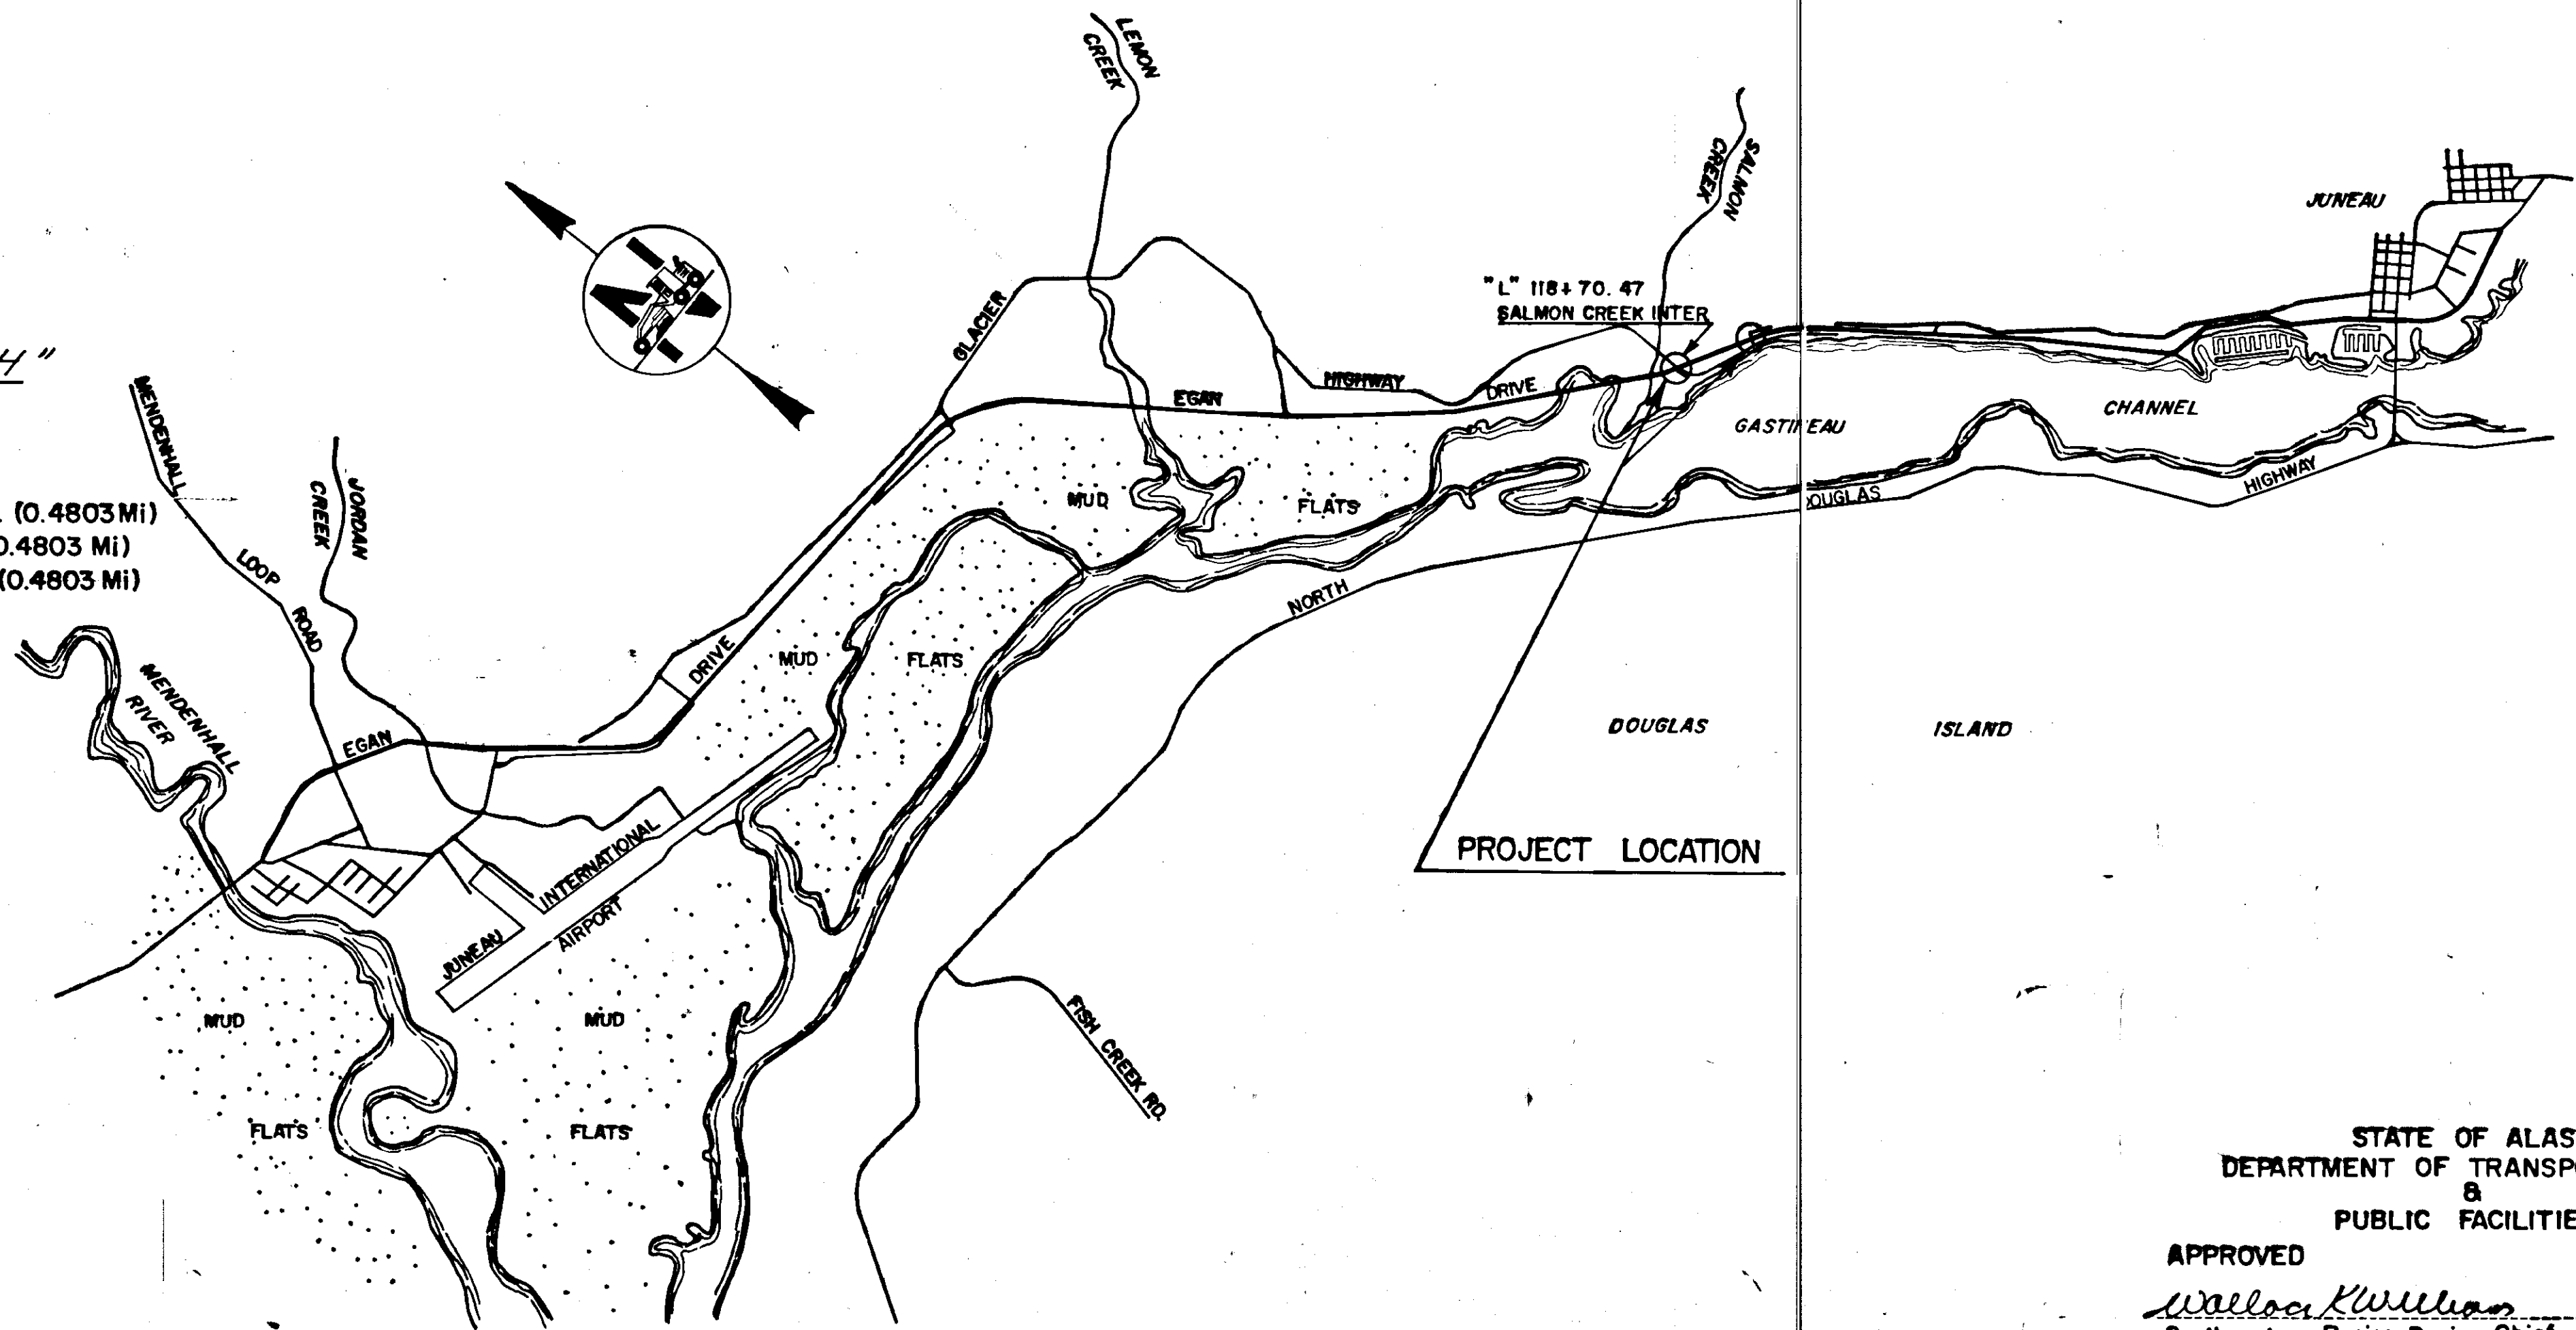 LEMON
CREEK
SALMON
CREEK
JUNEAU
"L" 118+70.47
SALMON CREEK INTER
GLACIER
HIGHWAY
EGAN
DRIVE
GASTINEAU
CHANNEL
4"
MENDENHALL
LOOP
ROAD
JORDAN
CREEK
(0.4803 Mi)
0.4803 Mi)
(0.4803 Mi)
MUD
FLATS
DOUGLAS
HIGHWAY
NORTH
MENDENHALL
RIVER
EGAN
DRIVE
MUD
FLATS
DOUGLAS
ISLAND
PROJECT LOCATION
JUNEAU
INTERNATIONAL
AIRPORT
MUD
FLATS
MUD
FLATS
FISH CREEK RD.
STATE OF ALAS
DEPARTMENT OF TRANSP
&
PUBLIC FACILITIE
APPROVED